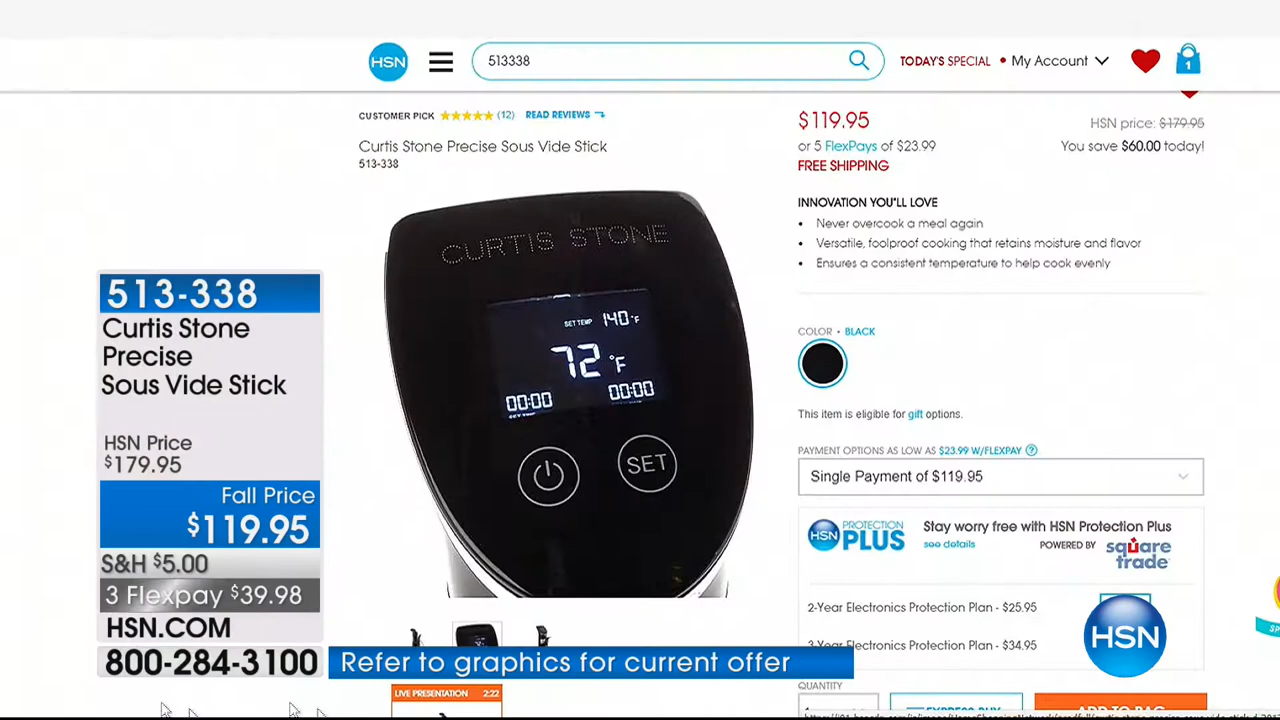 HSN
513338
TODAY'S SPECIAL • My Account
1
CUSTOMER PICK (12) READ REVIEWS
Curtis Stone Precise Sous Vide Stick
513-338
$119.95
HSN price: $179.95
or 5 FlexPays of $23.99
You save $60.00 today!
FREE SHIPPING
INNOVATION YOU'LL LOVE
• Never overcook a meal again
• Versatile, foolproof cooking that retains moisture and flavor
• Ensures a consistent temperature to help cook evenly
COLOR • BLACK
This item is eligible for gift options.
PAYMENT OPTIONS AS LOW AS $23.99 W/FLEXPAY ?
Single Payment of $119.95
HSN PROTECTION PLUS
Stay worry free with HSN Protection Plus
see details
POWERED BY square trade
2-Year Electronics Protection Plan - $25.95
3-Year Electronics Protection Plan - $34.95
QUANTITY
EXPRESS BUY
ADD TO BAG
CURTIS STONE
SET TEMP 140°F
72°F
00:00
00:00
SET
513-338
Curtis Stone
Precise
Sous Vide Stick
HSN Price
$179.95
Fall Price
$119.95
S&H $5.00
3 Flexpay $39.98
HSN.COM
800-284-3100
Refer to graphics for current offer
LIVE PRESENTATION 2:22
HSN